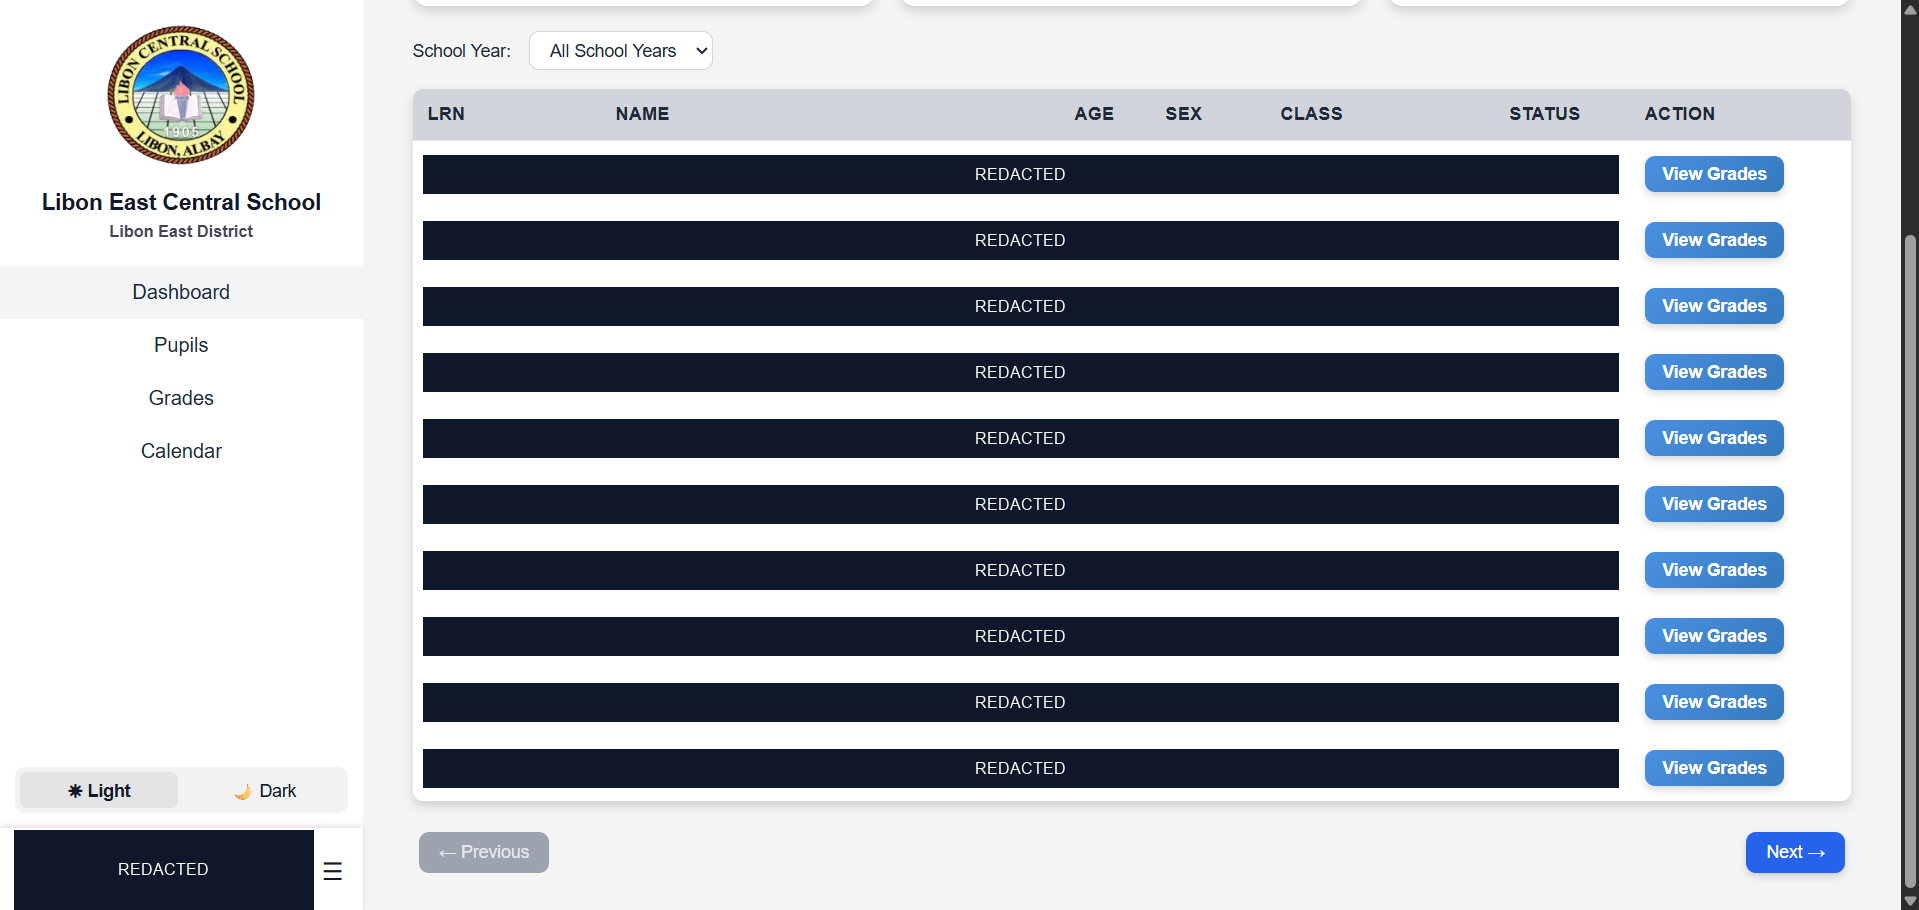 LIBON CENTRAL SCHOOL
1905
LIBON, ALBAY
Libon East Central School
Libon East District
Dashboard
Pupils
Grades
Calendar
Light
Dark
REDACTED
School Year:
All School Years
LRN NAME AGE SEX CLASS STATUS ACTION
REDACTED View Grades
REDACTED View Grades
REDACTED View Grades
REDACTED View Grades
REDACTED View Grades
REDACTED View Grades
REDACTED View Grades
REDACTED View Grades
REDACTED View Grades
REDACTED View Grades
← Previous
Next →